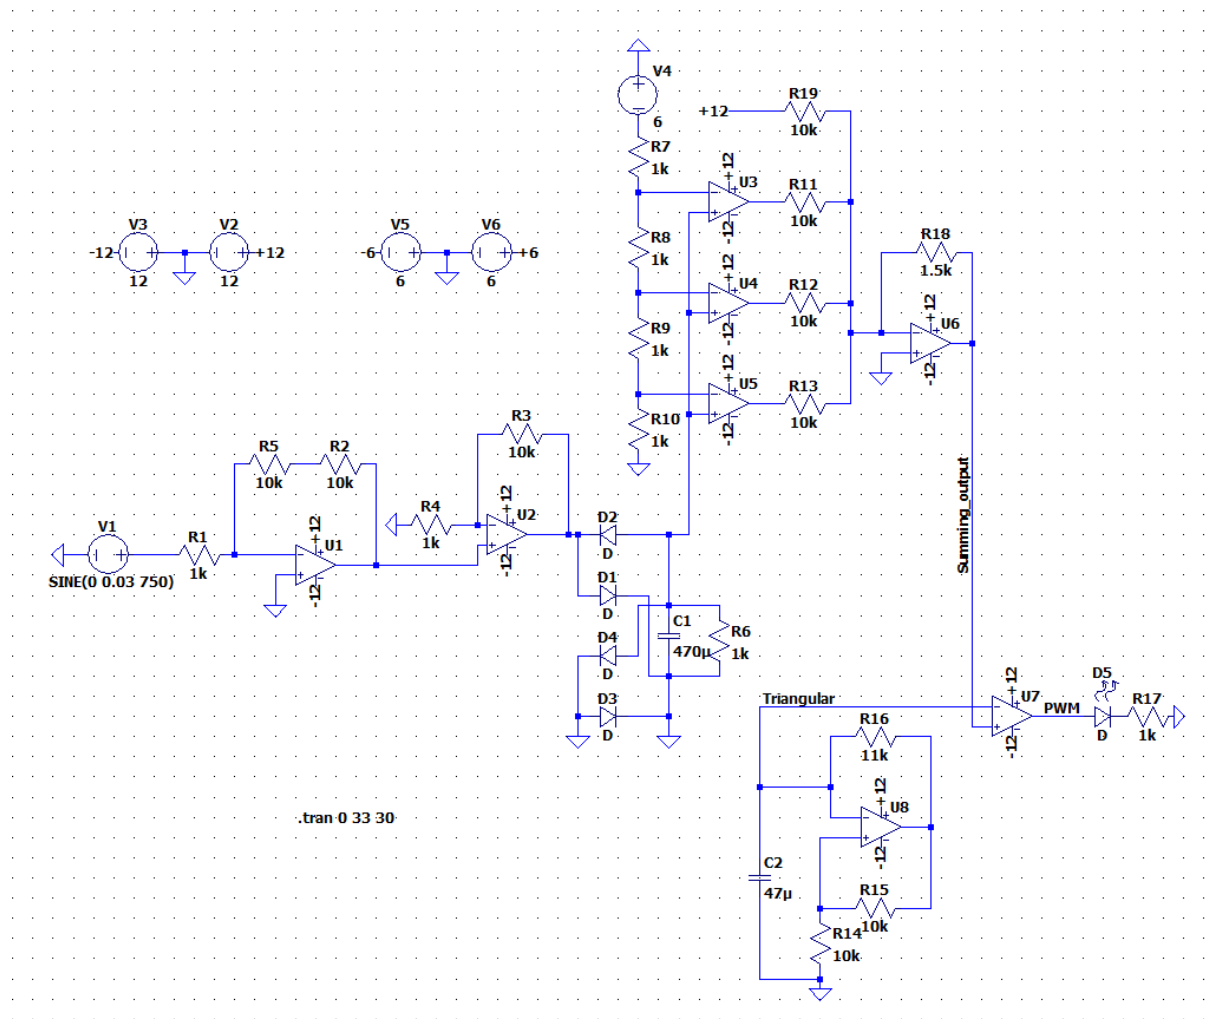 V4
6
+12
R19
10k
R7
1k
+12
U3
-12
R11
10k
V3
-12
12
V2
+12
12
V5
-6
6
V6
+6
6
R8
1k
+12
U4
-12
R12
10k
R18
1.5k
+12
U6
-12
R9
1k
+12
U5
-12
R13
10k
R10
1k
R3
10k
R5
10k
R2
10k
Summing_output
V1
SINE(0 0.03 750)
R1
1k
+12
U1
-12
R4
1k
+12
U2
-12
D2
D
D1
D
D4
D
D3
D
C1
470µ
R6
1k
Triangular
+12
U7
-12
PWM
D5
D
R17
1k
R16
11k
+12
U8
-12
.tran 0 33 30
C2
47µ
R15
10k
R14
10k